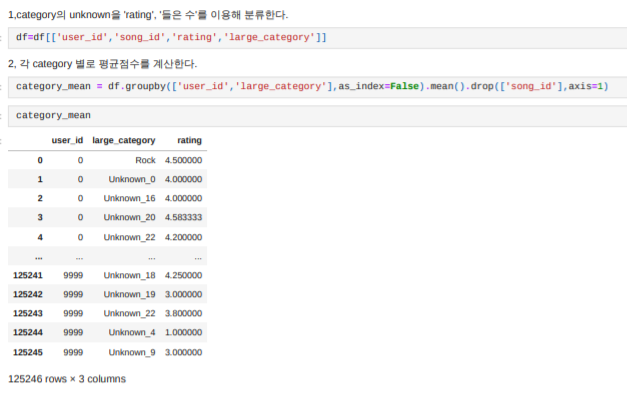 1,category의 unknown을 'rating', '들은 수'를 이용해 분류한다.
df=df[['user_id','song_id','rating','large_category']]
2, 각 category 별로 평균점수를 계산한다.
category_mean = df.groupby(['user_id','large_category'],as_index=False).mean().drop(['song_id'],axis=1)
category_mean
user_id large_category rating
0 0 Rock 4.500000
1 0 Unknown_0 4.000000
2 0 Unknown_16 4.000000
3 0 Unknown_20 4.583333
4 0 Unknown_22 4.200000
... ... ... ...
125241 9999 Unknown_18 4.250000
125242 9999 Unknown_19 3.000000
125243 9999 Unknown_22 3.800000
125244 9999 Unknown_4 1.000000
125245 9999 Unknown_9 3.000000
125246 rows × 3 columns